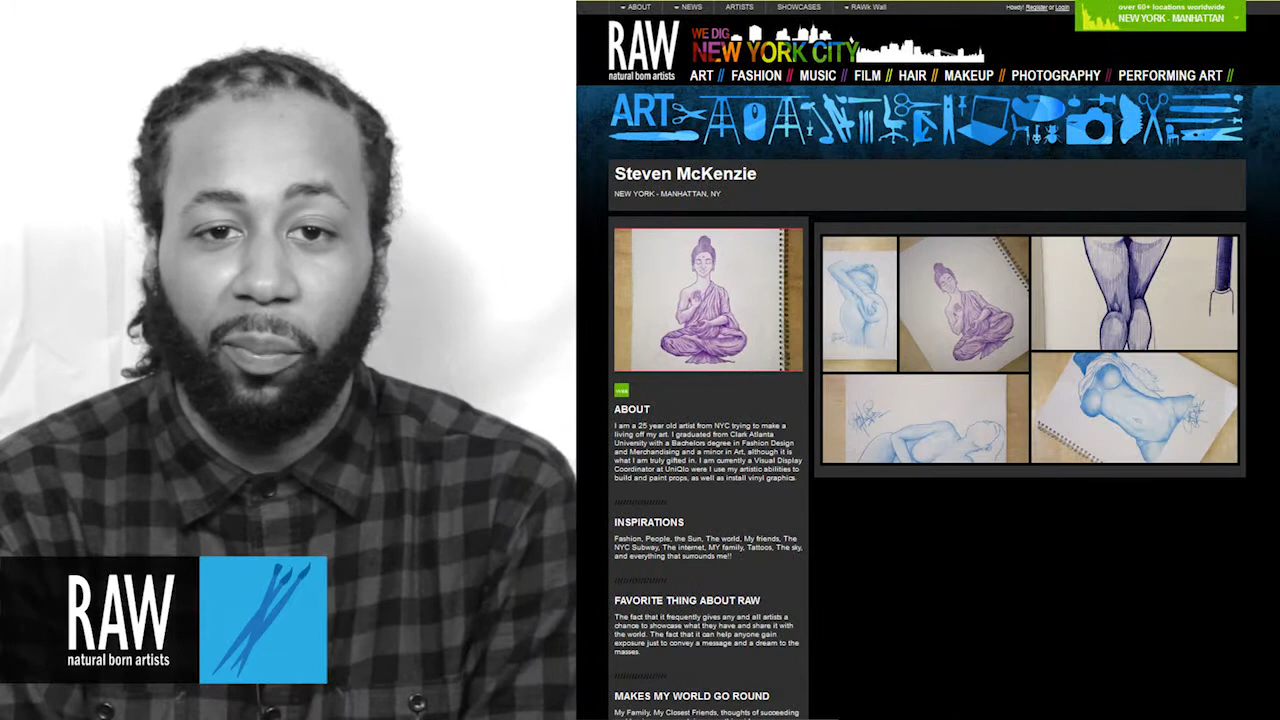 ABOUT NEWS ARTISTS SHOWCASES RAWk Wall
Howdy! Register or Login
over 60+ locations worldwide
NEW YORK - MANHATTAN
RAW
natural born artists
WE DIG
NEW YORK CITY
ART // FASHION // MUSIC // FILM // HAIR // MAKEUP // PHOTOGRAPHY // PERFORMING ART //
ART
Steven McKenzie
NEW YORK - MANHATTAN, NY
ABOUT
I am a 25 year old artist from NYC trying to make a
living off my art. I graduated from Clark Atlanta
University with a Bachelors degree in Fashion Design
and Merchandising and a minor in Art, although it is
what I am truly gifted in. I am currently a Visual Display
Coordinator at UniQlo were I use my artistic abilities to
build and paint props, as well as install vinyl graphics.
INSPIRATIONS
Fashion, People, the Sun, The world, My friends, The
NYC Subway, The internet, MY family, Tattoos, The sky,
and everything that surrounds me!!
FAVORITE THING ABOUT RAW
The fact that it frequently gives any and all artists a
chance to showcase what they have and share it with
the world. The fact that it can help anyone gain
exposure just to convey a message and a dream to the
masses.
MAKES MY WORLD GO ROUND
My Family, My Closest Friends, thoughts of succeeding
RAW
natural born artists